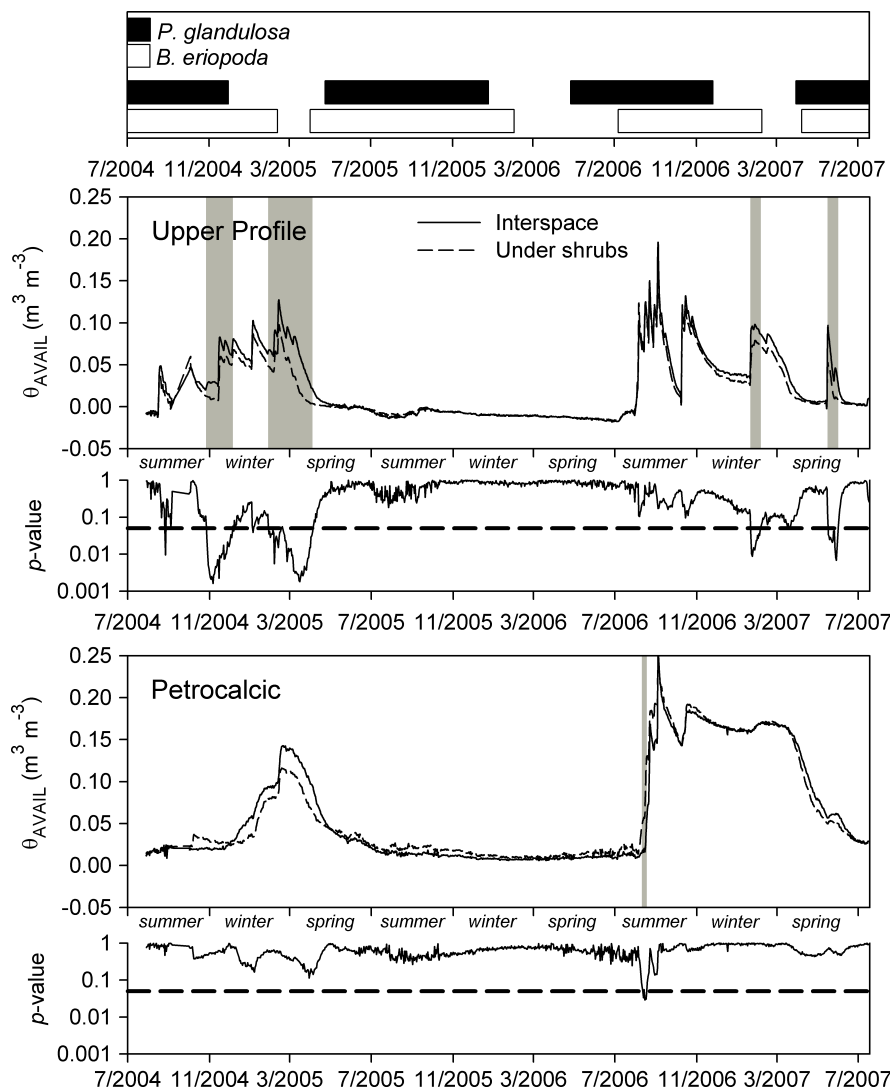 P. glandulosa
B. eriopoda
7/2004 11/2004 3/2005 7/2005 11/2005 3/2006 7/2006 11/2006 3/2007 7/2007
0.25
0.20
0.15
0.10
0.05
0.00
-0.05
θAVAIL (m³ m⁻³)
Upper Profile
Interspace
Under shrubs
summer winter spring summer winter spring summer winter spring
1
0.1
0.01
0.001
p-value
7/2004 11/2004 3/2005 7/2005 11/2005 3/2006 7/2006 11/2006 3/2007 7/2007
0.25
0.20
0.15
0.10
0.05
0.00
-0.05
θAVAIL (m³ m⁻³)
Petrocalcic
summer winter spring summer winter spring summer winter spring
1
0.1
0.01
0.001
p-value
7/2004 11/2004 3/2005 7/2005 11/2005 3/2006 7/2006 11/2006 3/2007 7/2007